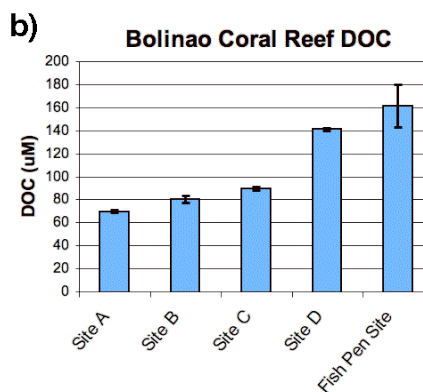 b)
Bolinao Coral Reef DOC
DOC (uM)
200
180
160
140
120
100
80
60
40
20
0
Site A
Site B
Site C
Site D
Fish Pen Site